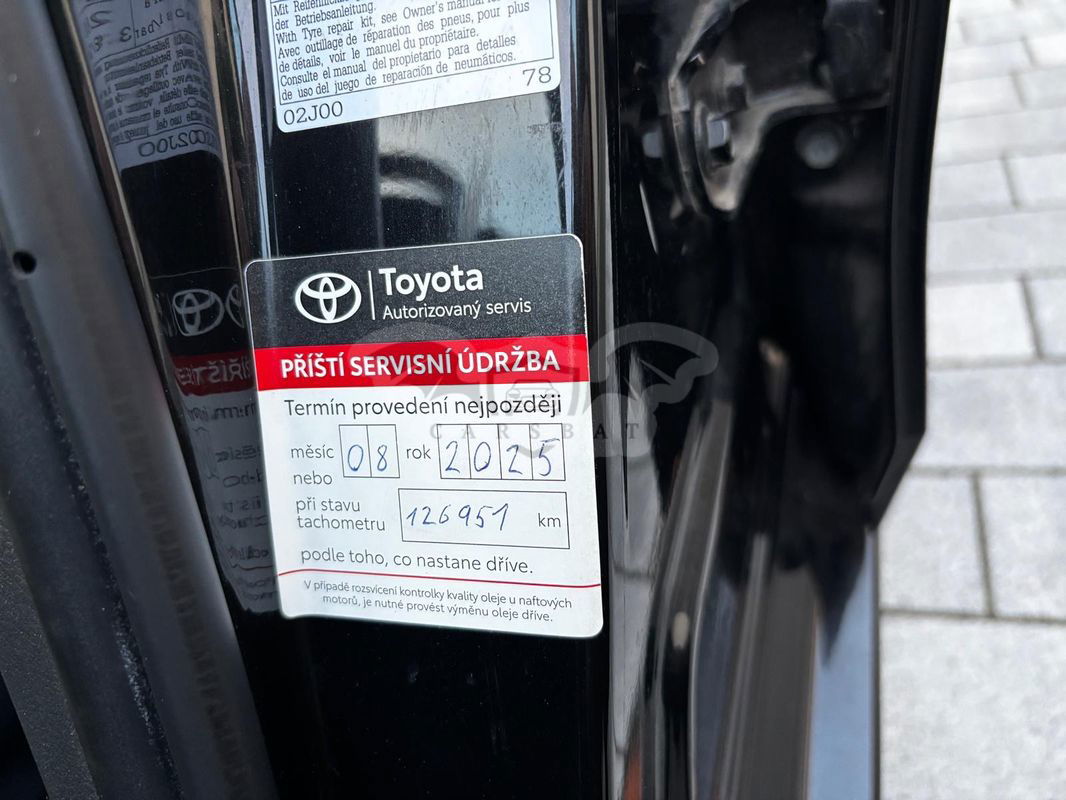 Mit Reifen
der Betriebsanleitung.
With Tyre repair kit, see Owner's manual
Avec outillage de réparation des pneus, pour plus
de détails, voir le manuel du propriétaire.
Consulte el manual del propietario para detalles
de uso del juego de reparación de neumáticos.
02J00 78
Toyota
Autorizovaný servis
PŘÍŠTÍ SERVISNÍ ÚDRŽBA
Termín provedení nejpozději
CARSBAT
měsíc 08 rok 2025
nebo
při stavu
tachometru 126951 km
podle toho, co nastane dříve.
V případě rozsvícení kontrolky kvality oleje u naftových
motorů, je nutné provést výměnu oleje dříve.